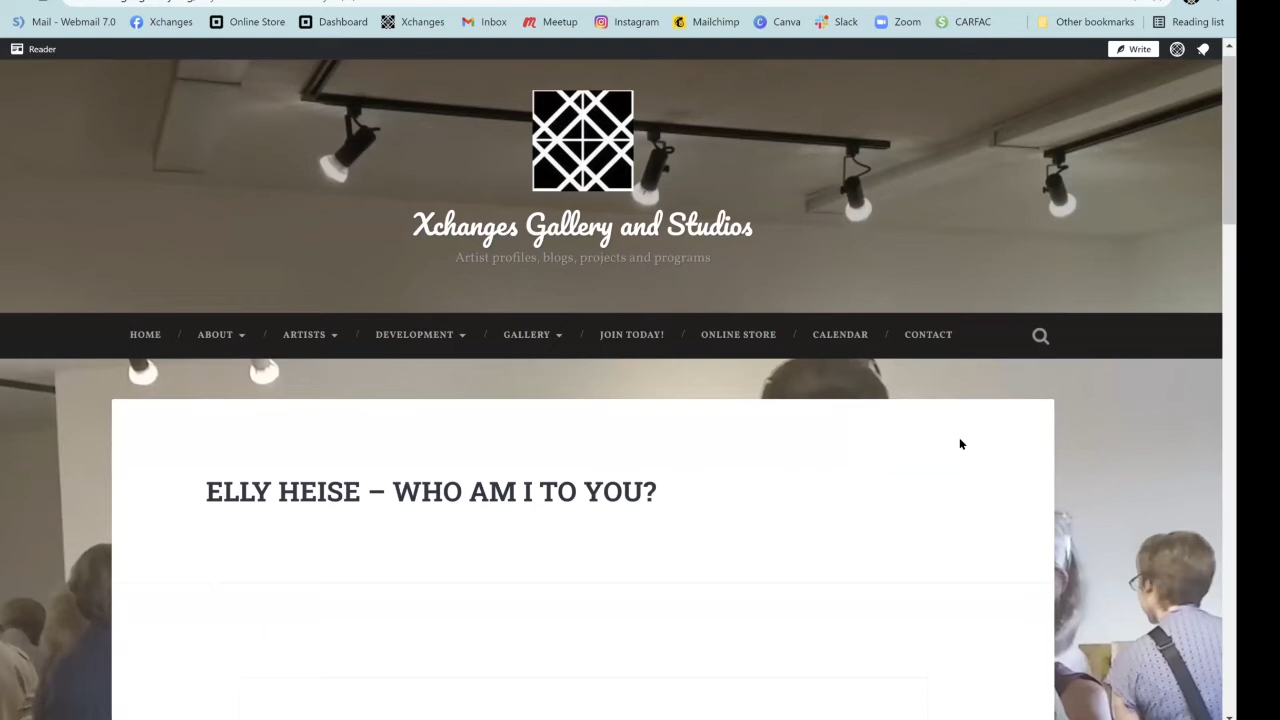 Mail - Webmail 7.0 Xchanges Online Store Dashboard Xchanges Inbox Meetup Instagram Mailchimp Canva Slack Zoom CARFAC Other bookmarks Reading list
Reader Write
Xchanges Gallery and Studios
Artist profiles, blogs, projects and programs
HOME / ABOUT / ARTISTS / DEVELOPMENT / GALLERY / JOIN TODAY! / ONLINE STORE / CALENDAR / CONTACT
ELLY HEISE – WHO AM I TO YOU?